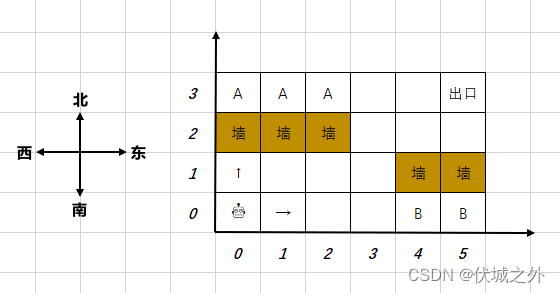 北
西 东
南
3 A A A 出口
2 墙 墙 墙
1 ↑ 墙 墙
0 → B B
0 1 2 3 4 5
CSDN @伏城之外